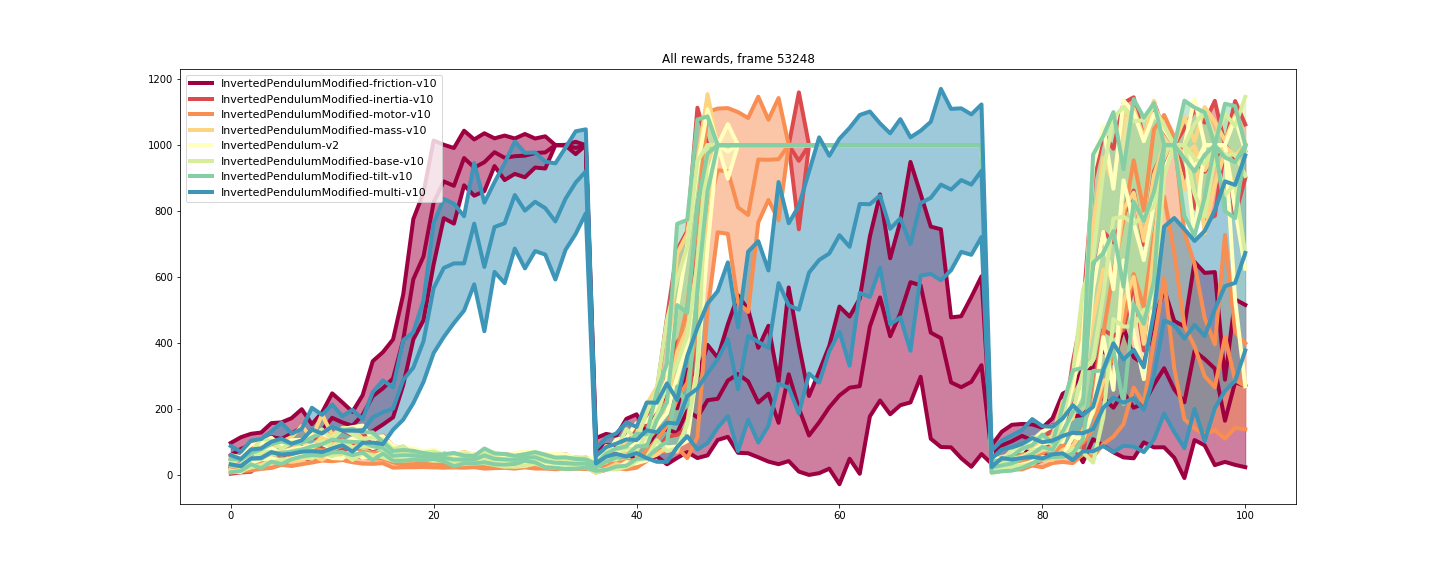 All rewards, frame 53248
1200
1000
800
600
400
200
0
InvertedPendulumModified-friction-v10
InvertedPendulumModified-inertia-v10
InvertedPendulumModified-motor-v10
InvertedPendulumModified-mass-v10
InvertedPendulum-v2
InvertedPendulumModified-base-v10
InvertedPendulumModified-tilt-v10
InvertedPendulumModified-multi-v10
0 20 40 60 80 100